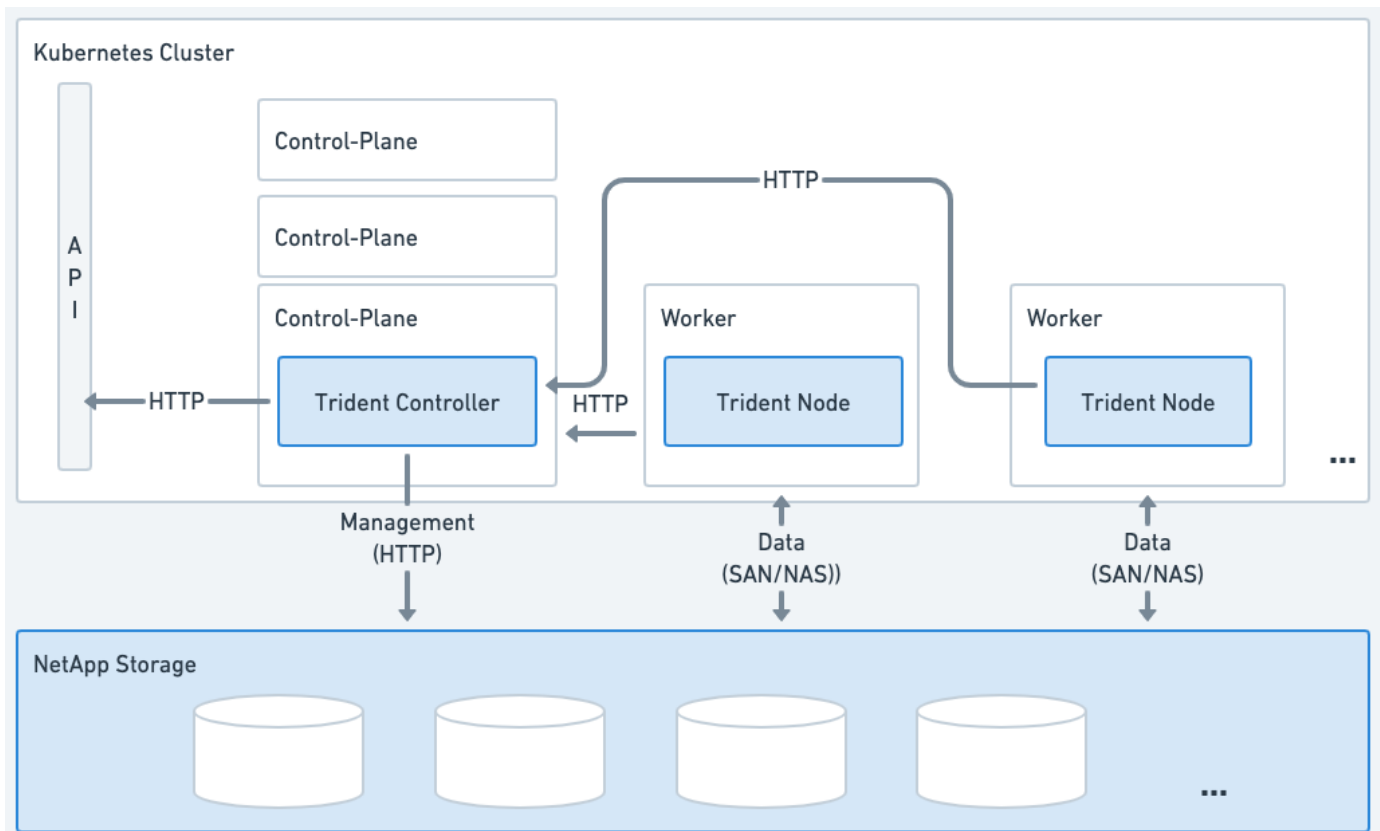 Kubernetes Cluster
A
P
I
Control-Plane
Control-Plane
Control-Plane
Trident Controller
HTTP
HTTP
HTTP
Worker
Trident Node
Worker
Trident Node
...
Management
(HTTP)
Data
(SAN/NAS))
Data
(SAN/NAS)
NetApp Storage
...